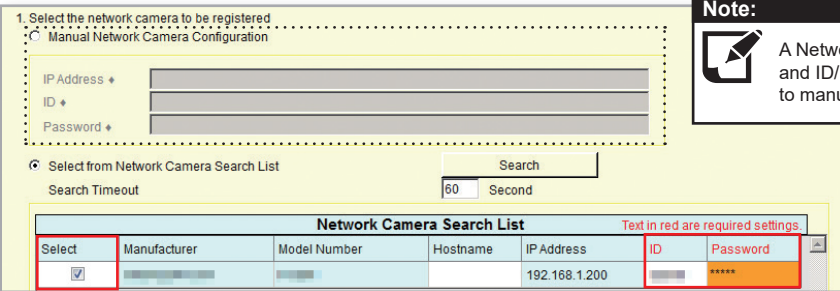 1. Select the network camera to be registered
Manual Network Camera Configuration
IP Address ♦
ID ♦
Password ♦
Select from Network Camera Search List
Search
Search Timeout
60 Second
Network Camera Search List
Text in red are required settings.
Select Manufacturer Model Number Hostname IP Address ID Password
192.168.1.200 *****
Note:
A
and ID/
to